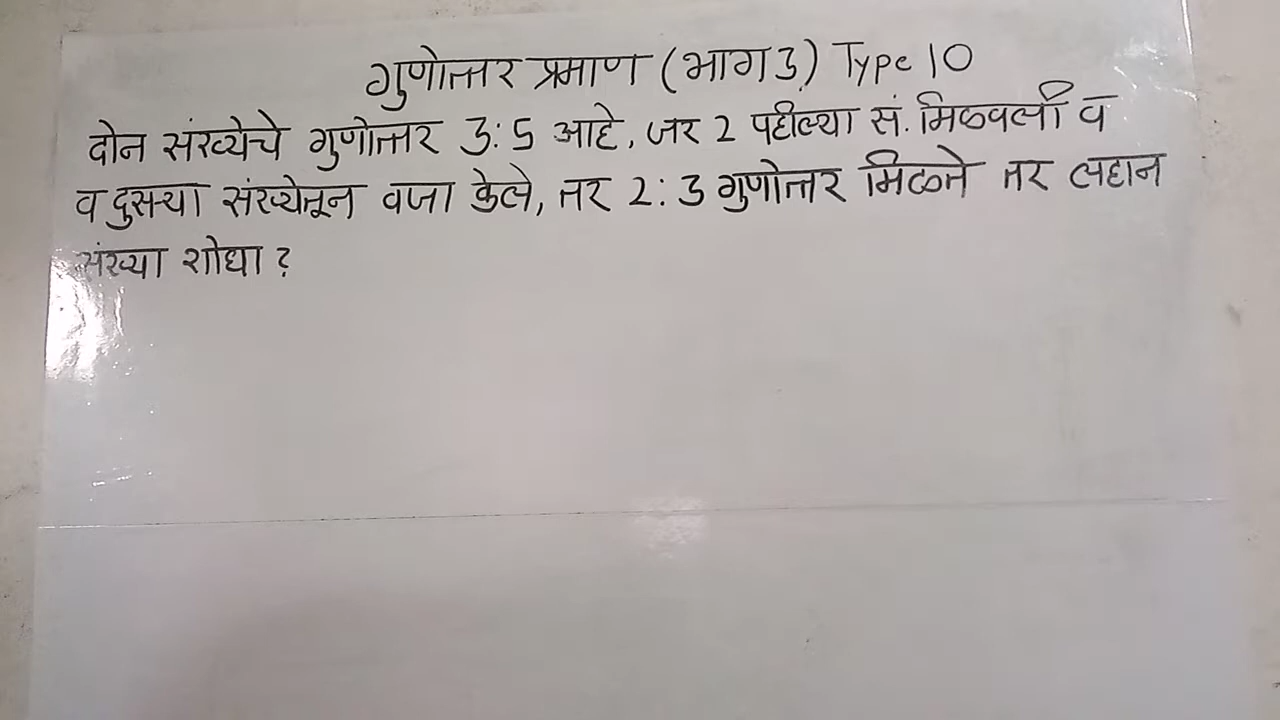 गुणोत्तर प्रमाण (भाग 3) Type 10
दोन संख्येचे गुणोत्तर 3:5 आहे, जर 2 पहील्या सं. मिळवली व
व दुसऱ्या संख्येतून वजा केले, तर 2:3 गुणोत्तर मिळते तर लहान
संख्या शोधा ?